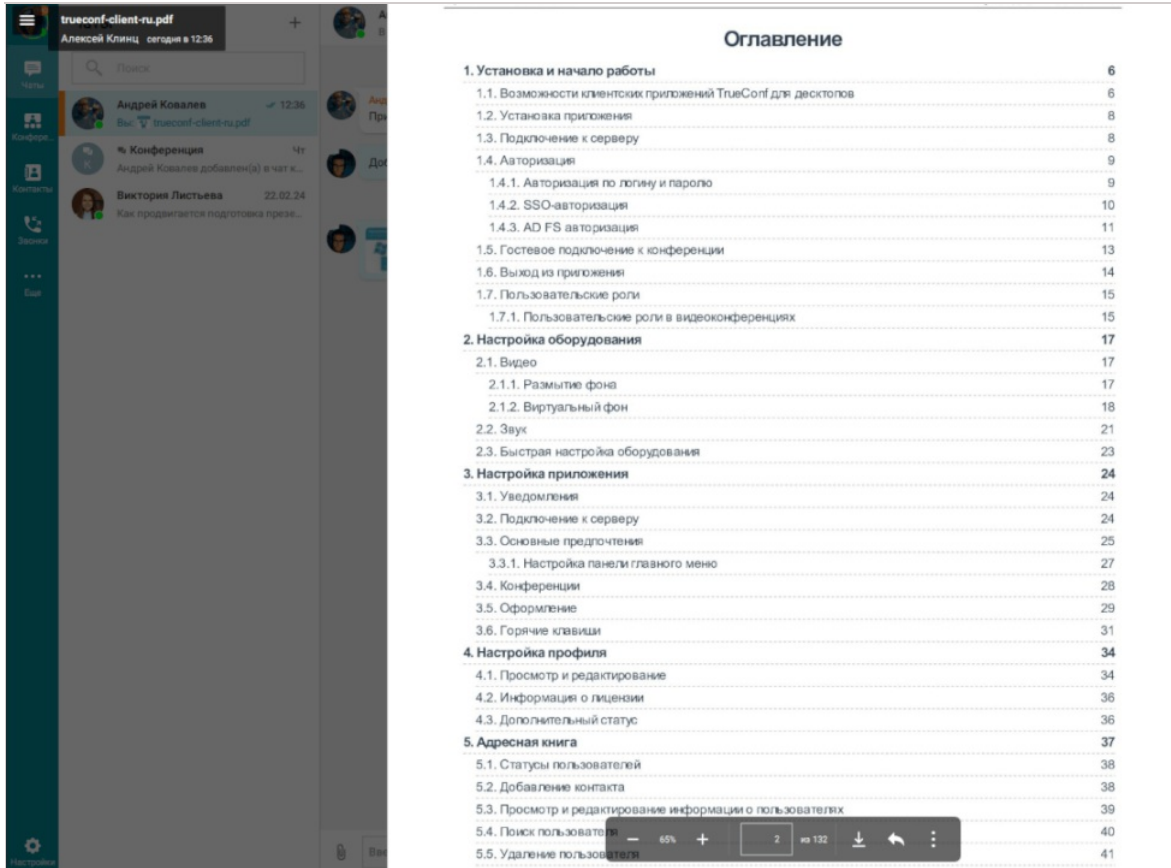 trueconf-client-ru.pdf
Алексей Клинц сегодня в 12:36
Чаты
Поиск
Андрей Ковалев 12:36
Вы: trueconf-client-ru.pdf
Конференция Чт
Андрей Ковалев добавлен(а) в чат к...
Виктория Листьева 22.02.24
Как продвигается подготовка презе...
Конфере...
Контакты
Звонки
Еще
Настройки
Оглавление
1. Установка и начало работы 6
1.1. Возможности клиентских приложений TrueConf для десктопов 6
1.2. Установка приложения 8
1.3. Подключение к серверу 8
1.4. Авторизация 9
1.4.1. Авторизация по логину и паролю 9
1.4.2. SSO-авторизация 10
1.4.3. AD FS авторизация 11
1.5. Гостевое подключение к конференции 13
1.6. Выход из приложения 14
1.7. Пользовательские роли 15
1.7.1. Пользовательские роли в видеоконференциях 15
2. Настройка оборудования 17
2.1. Видео 17
2.1.1. Размытие фона 17
2.1.2. Виртуальный фон 18
2.2. Звук 21
2.3. Быстрая настройка оборудования 23
3. Настройка приложения 24
3.1. Уведомления 24
3.2. Подключение к серверу 24
3.3. Основные предпочтения 25
3.3.1. Настройка панели главного меню 27
3.4. Конференции 28
3.5. Оформление 29
3.6. Горячие клавиши 31
4. Настройка профиля 34
4.1. Просмотр и редактирование 34
4.2. Информация о лицензии 36
4.3. Дополнительный статус 36
5. Адресная книга 37
5.1. Статусы пользователей 38
5.2. Добавление контакта 38
5.3. Просмотр и редактирование информации о пользователях 39
5.4. Поиск пользователя 40
5.5. Удаление пользователя 41
65% 2 из 132